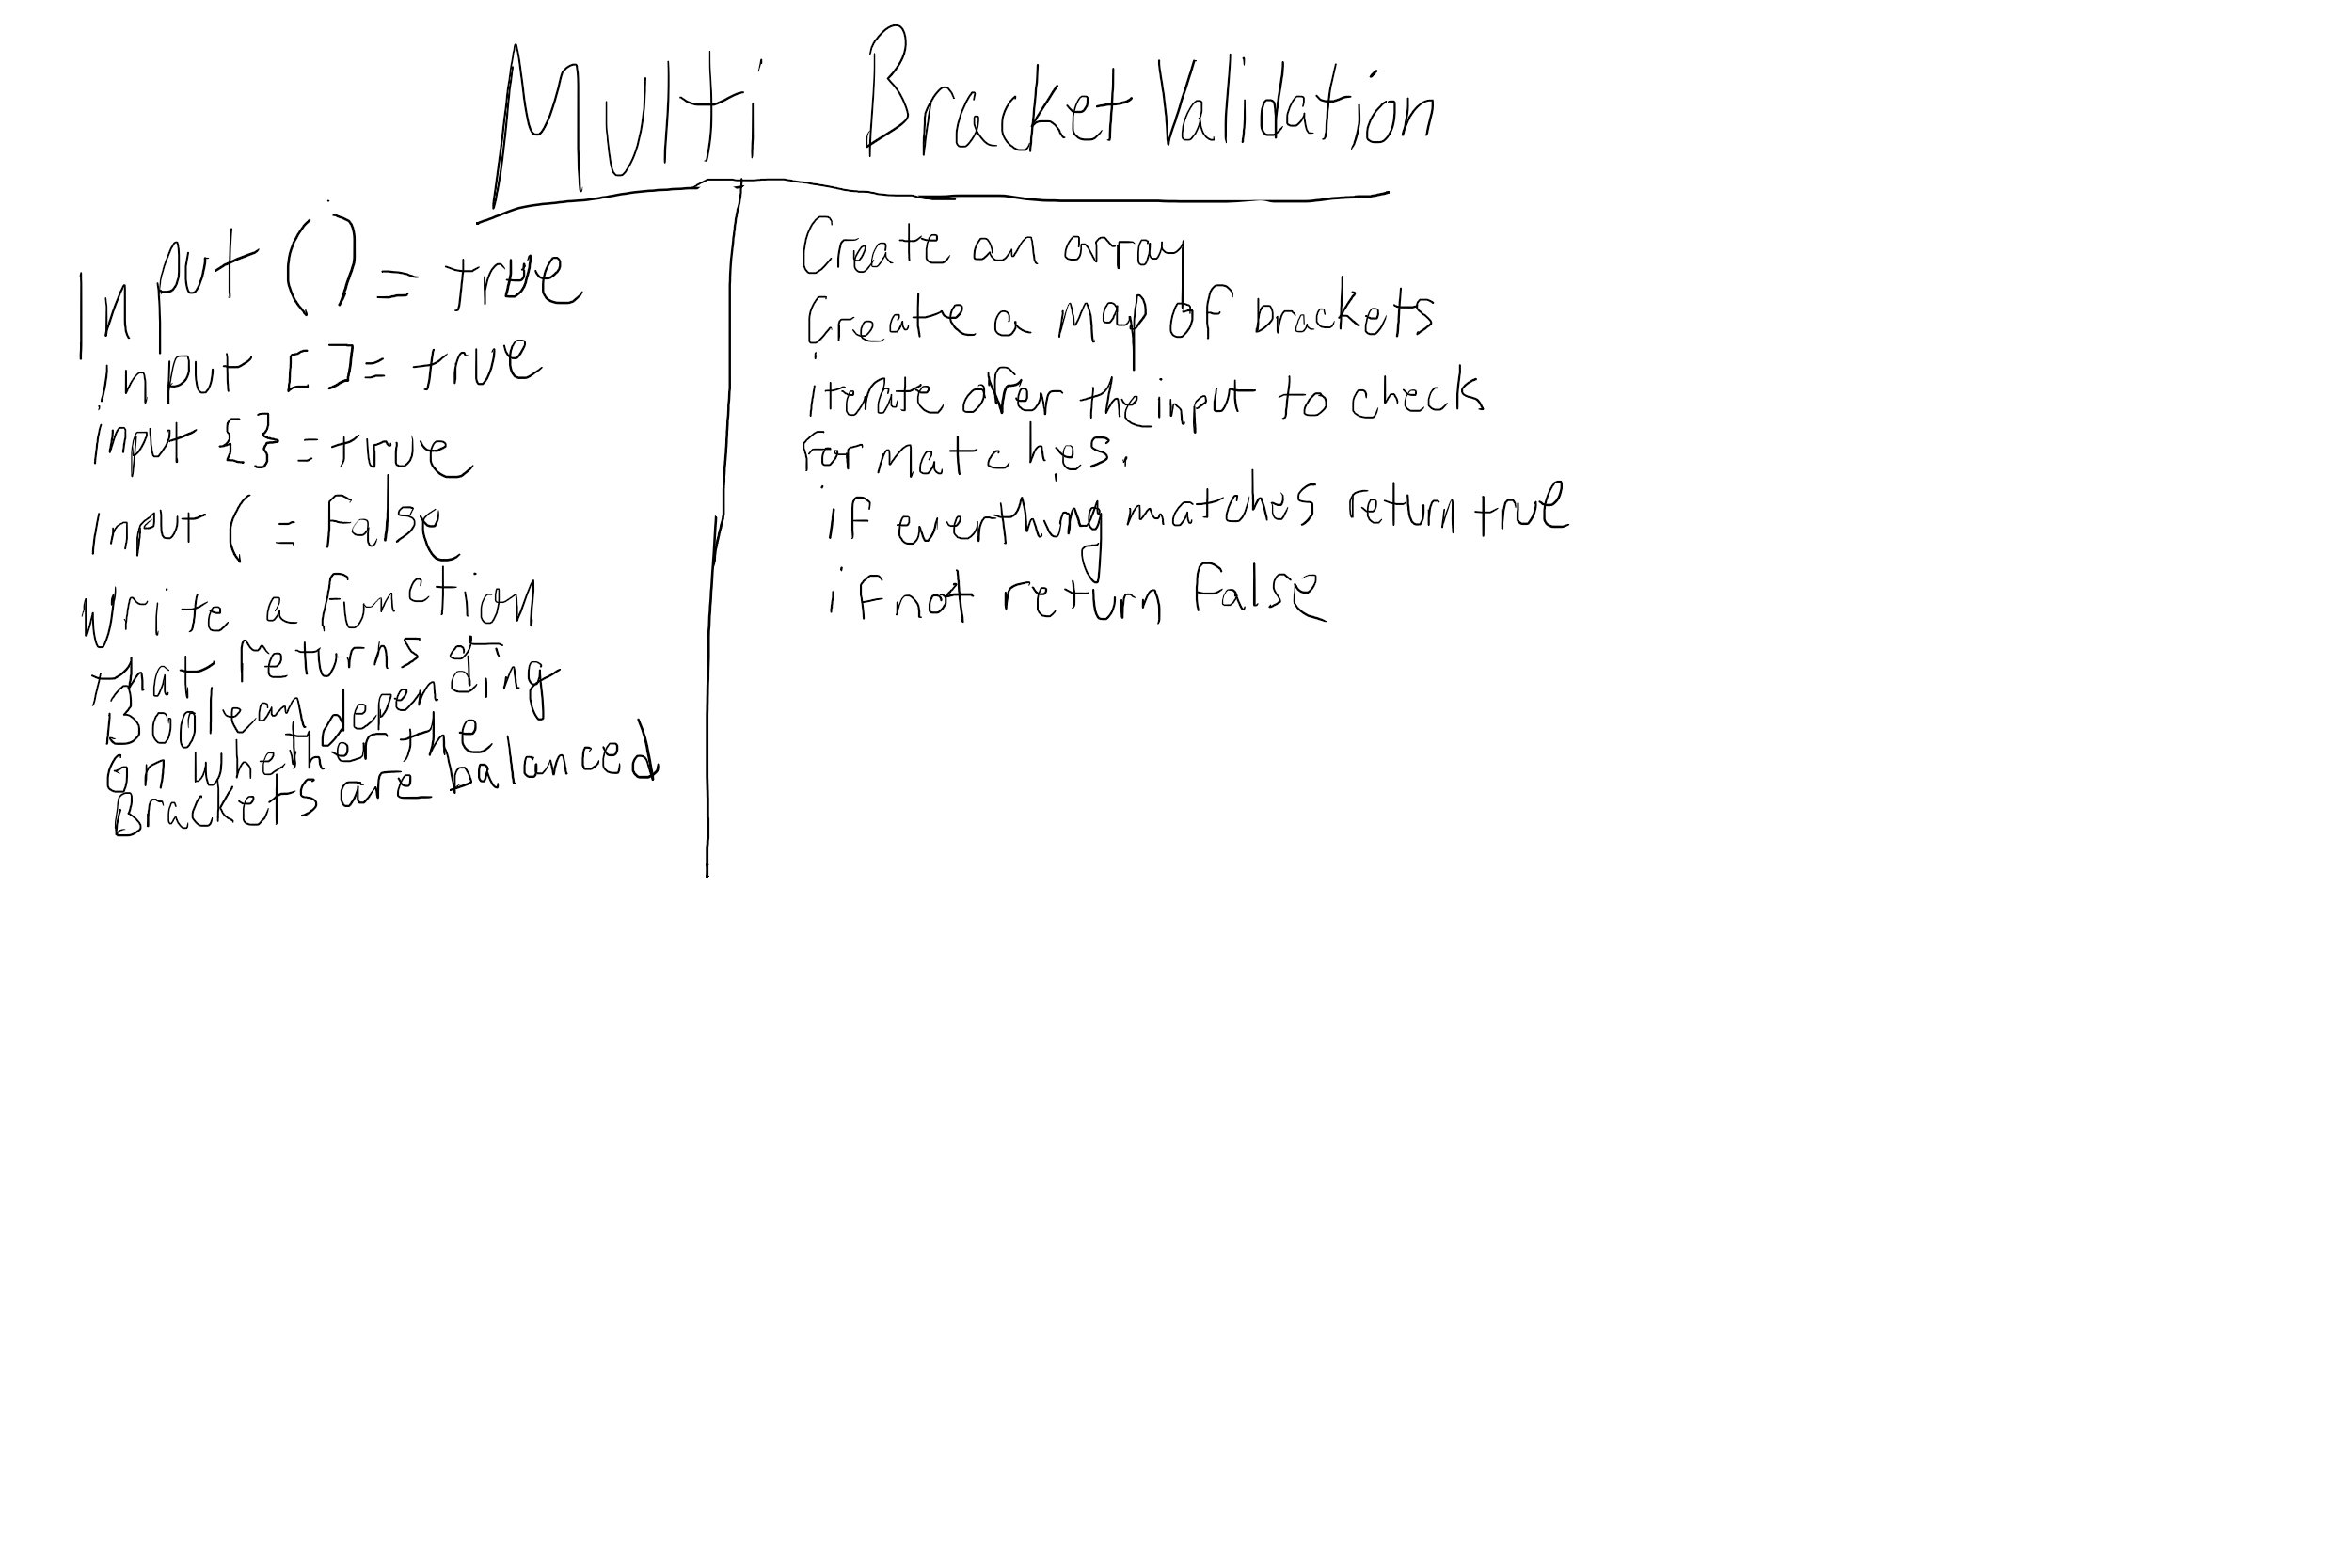 Multi Bracket Validation
Input () = true
input [] = true
input {} = true
input ( = false
Write a function
that returns a
Boolean depending
on whether the
Brackets are balanced
Create an array
Create a map of brackets
iterate over the input to check
for matches.
if everthing matches return true
if not return false